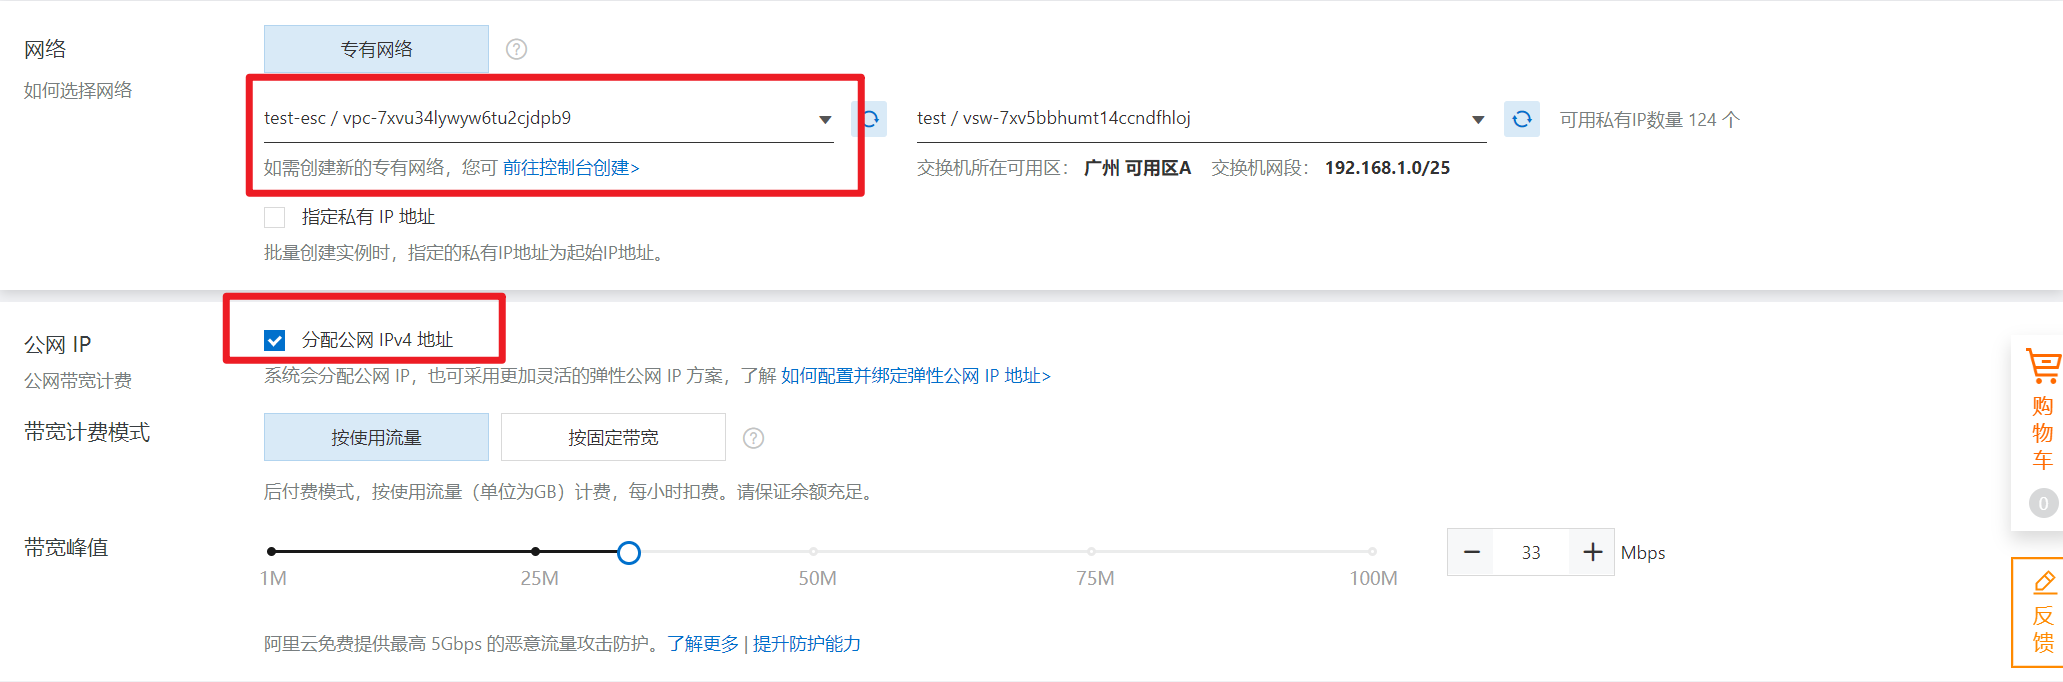 网络
专有网络
如何选择网络
test-esc / vpc-7xvu34lywyw6tu2cjdpb9
test / vsw-7xv5bbhumt14ccndfhloj
可用私有IP数量 124 个
如需创建新的专有网络，您可 前往控制台创建>
交换机所在可用区： 广州 可用区A 交换机网段： 192.168.1.0/25
指定私有 IP 地址
批量创建实例时，指定的私有IP地址为起始IP地址。
公网 IP
分配公网 IPv4 地址
公网带宽计费
系统会分配公网 IP，也可采用更加灵活的弹性公网 IP 方案，了解 如何配置并绑定弹性公网 IP 地址>
带宽计费模式
按使用流量
按固定带宽
后付费模式，按使用流量（单位为GB）计费，每小时扣费。请保证余额充足。
带宽峰值
1M
25M
50M
75M
100M
33
Mbps
阿里云免费提供最高 5Gbps 的恶意流量攻击防护。了解更多 | 提升防护能力
购物车
0
反馈